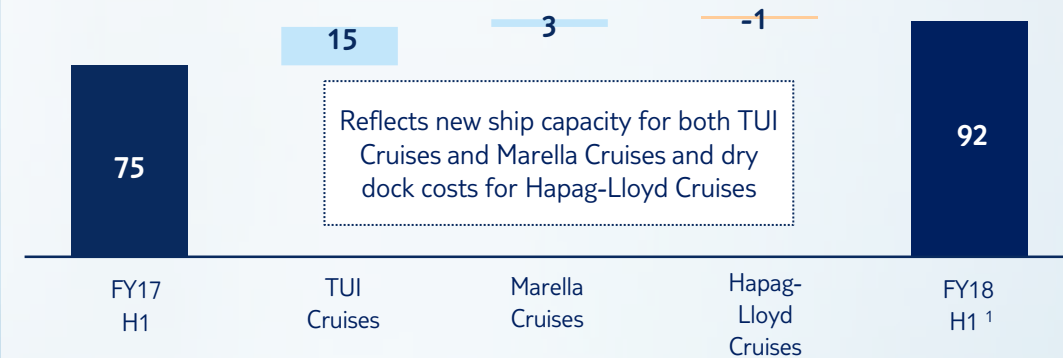 15
3
-1
75
92
Reflects new ship capacity for both TUI
Cruises and Marella Cruises and dry
dock costs for Hapag-Lloyd Cruises
FY17
H1
TUI
Cruises
Marella
Cruises
Hapag-
Lloyd
Cruises
FY18
H1 ¹